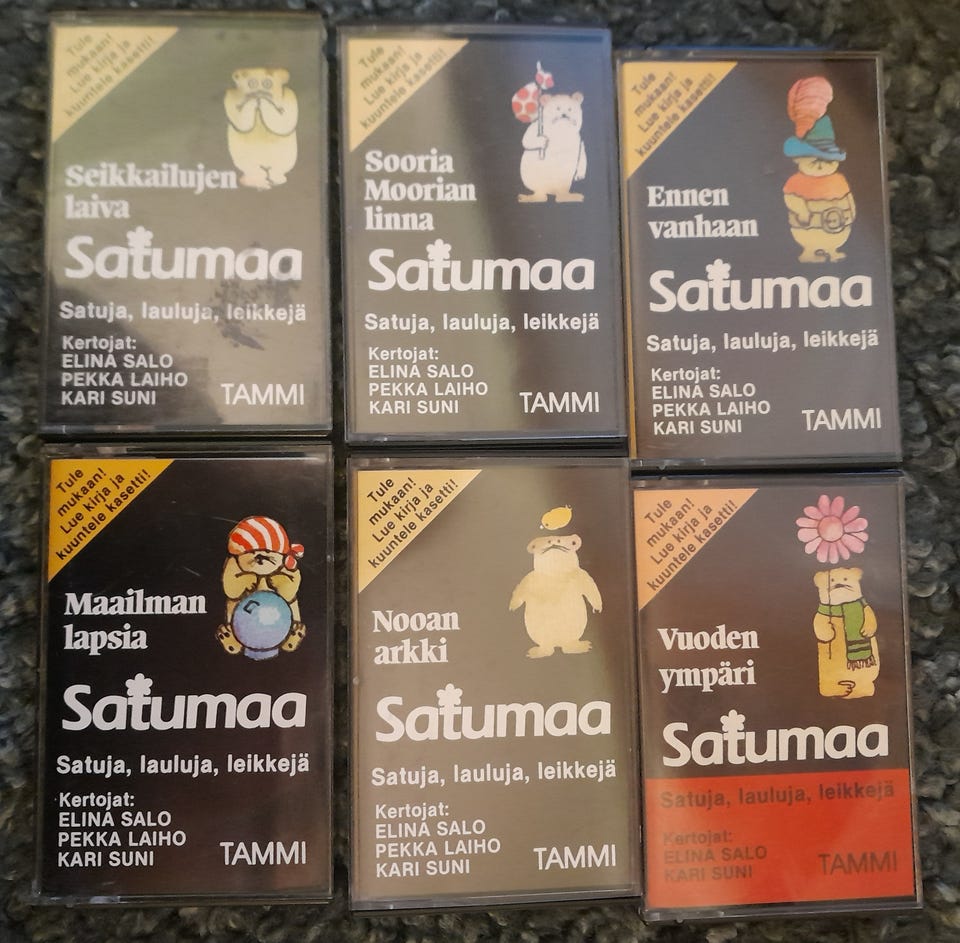 Tule
mukaan!
Lue kirja ja
kuuntele kasetti!
Seikkailujen
laiva
Satumaa
Satuja, lauluja, leikkejä
Kertojat:
ELINA SALO
PEKKA LAIHO
KARI SUNI
TAMMI
Tule
mukaan!
Lue kirja ja
kuuntele kasetti!
Sooria
Moorian
linna
Satumaa
Satuja, lauluja, leikkejä
Kertojat:
ELINA SALO
PEKKA LAIHO
KARI SUNI
TAMMI
Tule
mukaan!
Lue kirja ja
kuuntele kasetti!
Ennen
vanhaan
Satumaa
Satuja, lauluja, leikkejä
Kertojat:
ELINA SALO
PEKKA LAIHO
KARI SUNI
TAMMI
Tule
mukaan!
Lue kirja ja
kuuntele kasetti!
Maailman
lapsia
Satumaa
Satuja, lauluja, leikkejä
Kertojat:
ELINA SALO
PEKKA LAIHO
KARI SUNI
TAMMI
Tule
mukaan!
Lue kirja ja
kuuntele kasetti!
Nooan
arkki
Satumaa
Satuja, lauluja, leikkejä
Kertojat:
ELINA SALO
PEKKA LAIHO
KARI SUNI
TAMMI
Tule
mukaan!
Lue kirja ja
kuuntele kasetti!
Vuoden
ympäri
Satumaa
Satuja, lauluja, leikkejä
Kertojat:
ELINA SALO
KARI SUNI
TAMMI